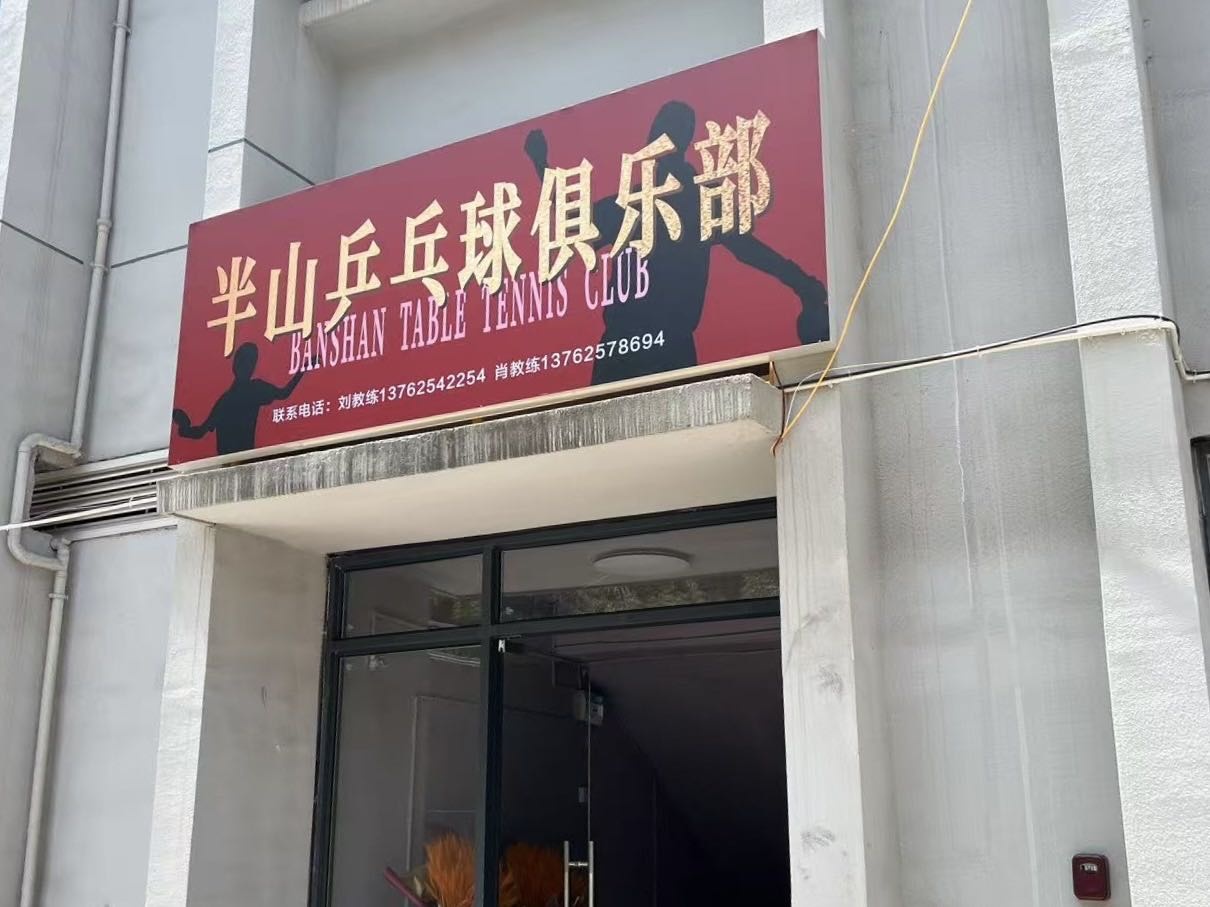 半山乒乓球俱乐部
BANSHAN TABLE TENNIS CLUB
联系电话：刘教练13762542254 肖教练13762578694